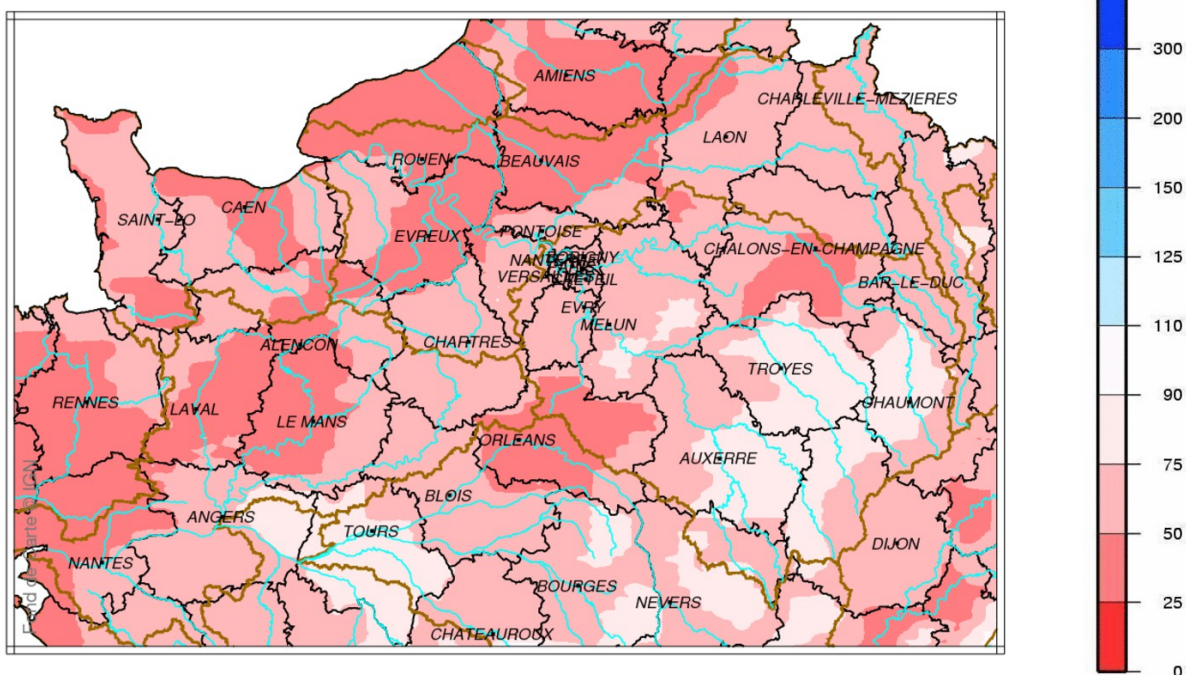 AMIENS
CHARLEVILLE-MEZIERES
LAON
ROUEN
BEAUVAIS
CAEN
SAINT-LO
EVREUX
PONTOISE
CHALONS-EN-CHAMPAGNE
BAR-LE-DUC
EVRY
MELUN
ALENCON
CHARTRES
TROYES
RENNES
LAVAL
CHAUMONT
LE MANS
ORLEANS
AUXERRE
BLOIS
ANGERS
TOURS
DIJON
NANTES
BOURGES
NEVERS
CHATEAUROUX
300
200
150
125
110
90
75
50
25
0